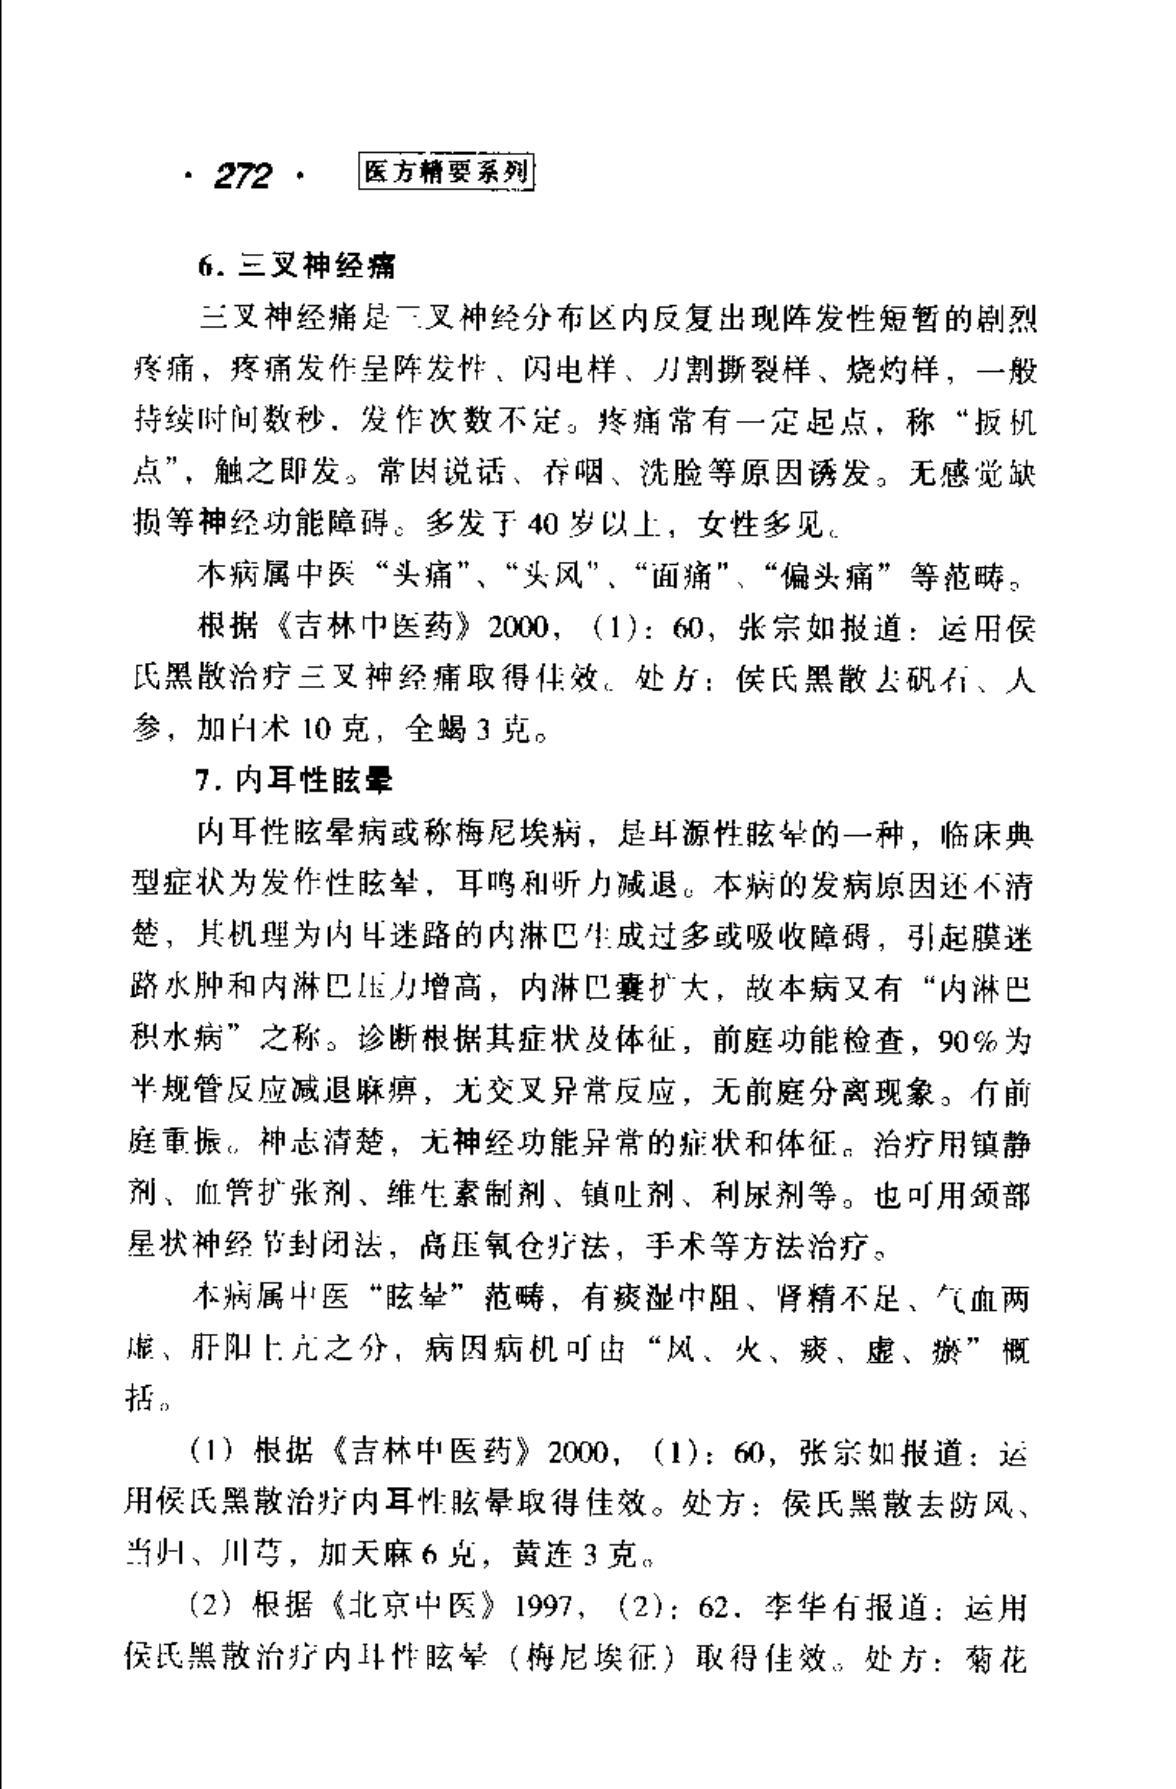 · 272 · 医方精要系列
6. 三叉神经痛
三叉神经痛是三叉神经分布区内反复出现阵发性短暂的剧烈
疼痛，疼痛发作呈阵发性、闪电样、刀割撕裂样、烧灼样，一般
持续时间数秒，发作次数不定。疼痛常有一定起点，称“扳机
点”，触之即发。常因说话、吞咽、洗脸等原因诱发。无感觉缺
损等神经功能障碍。多发于 40 岁以上，女性多见。
本病属中医“头痛”、“头风”、“面痛”、“偏头痛”等范畴。
根据《吉林中医药》2000，（1）：60，张宗如报道：运用侯
氏黑散治疗三叉神经痛取得佳效。处方：侯氏黑散去矾石、人
参，加白术 10 克，全蝎 3 克。
7. 内耳性眩晕
内耳性眩晕病或称梅尼埃病，是耳源性眩晕的一种，临床典
型症状为发作性眩晕，耳鸣和听力减退。本病的发病原因还不清
楚，其机理为内耳迷路的内淋巴生成过多或吸收障碍，引起膜迷
路水肿和内淋巴压力增高，内淋巴囊扩大，故本病又有“内淋巴
积水病”之称。诊断根据其症状及体征，前庭功能检查，90%为
半规管反应减退麻痹，无交叉异常反应，无前庭分离现象。有前
庭重振。神志清楚，无神经功能异常的症状和体征。治疗用镇静
剂、血管扩张剂、维生素制剂、镇吐剂、利尿剂等。也可用颈部
星状神经节封闭法，高压氧仓疗法，手术等方法治疗。
本病属中医“眩晕”范畴，有痰湿中阻、肾精不足、气血两
虚、肝阳上亢之分，病因病机可由“风、火、痰、虚、瘀”概
括。
（1）根据《吉林中医药》2000，（1）：60，张宗如报道：运
用侯氏黑散治疗内耳性眩晕取得佳效。处方：侯氏黑散去防风、
当归、川芎，加天麻 6 克，黄连 3 克。
（2）根据《北京中医》1997，（2）：62，李华有报道：运用
侯氏黑散治疗内耳性眩晕（梅尼埃征）取得佳效。处方：菊花